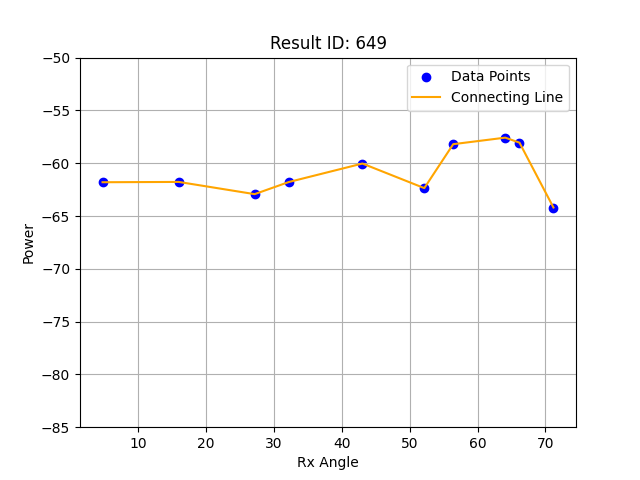 Result ID: 649
Data Points
Connecting Line
Power
−50
−55
−60
−65
−70
−75
−80
−85
10 20 30 40 50 60 70
Rx Angle